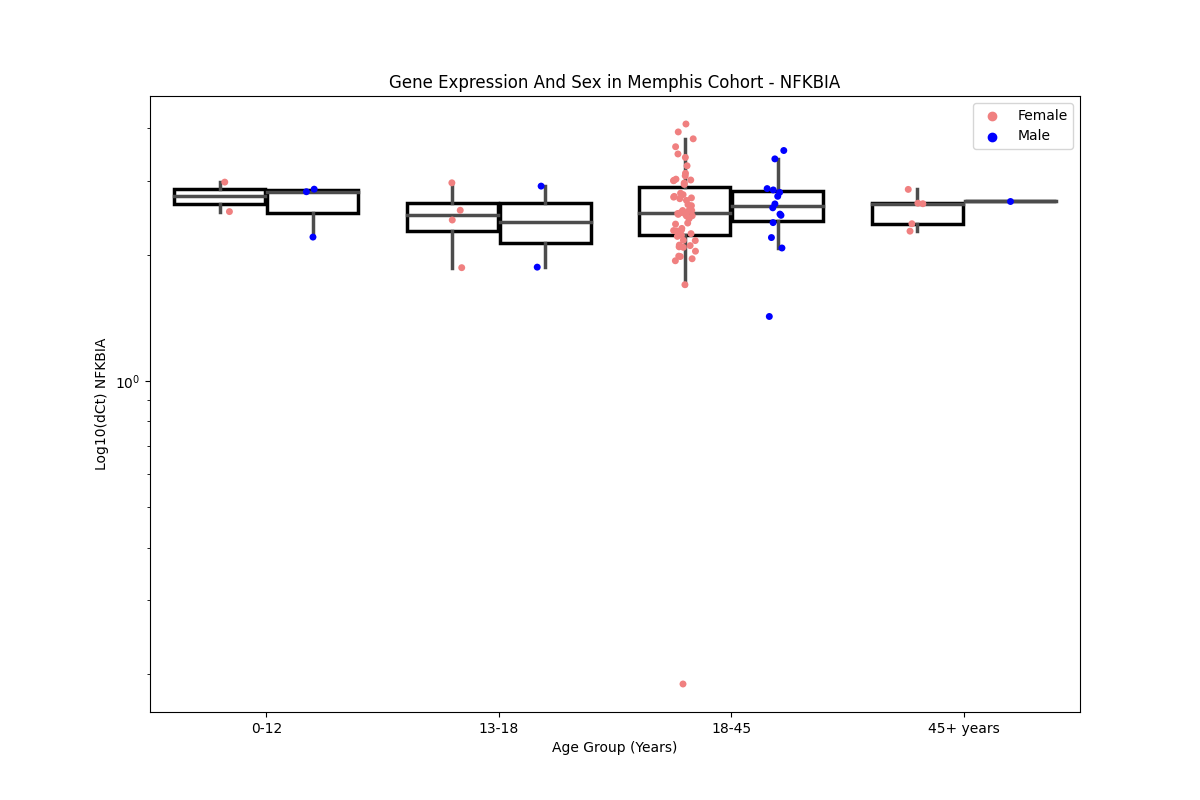 Gene Expression And Sex in Memphis Cohort - NFKBIA
Female
Male
Log10(dCt) NFKBIA
10⁰
0-12
13-18
18-45
45+ years
Age Group (Years)